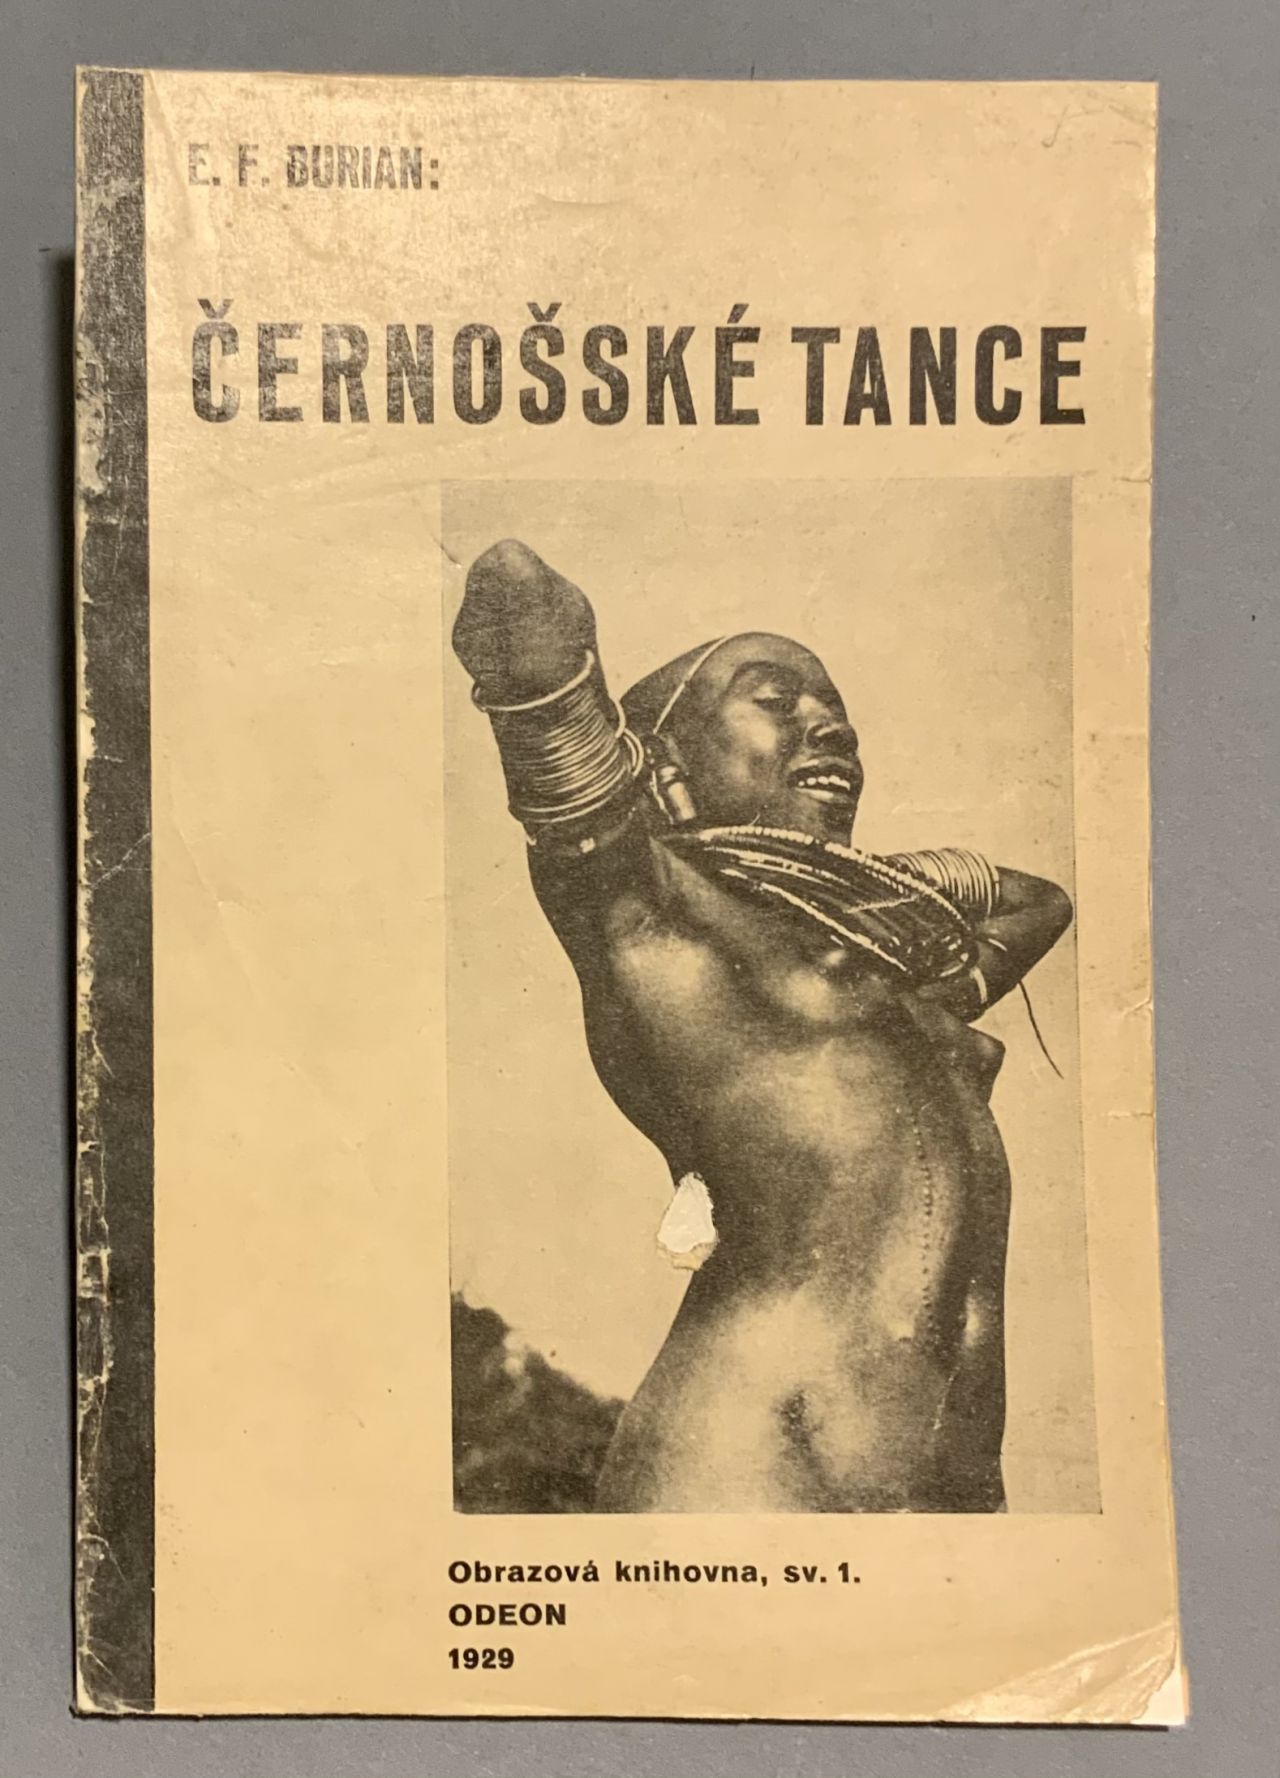 E. F. BURIAN:
ČERNOŠSKÉ TANCE
Obrazová knihovna, sv. 1.
ODEON
1929